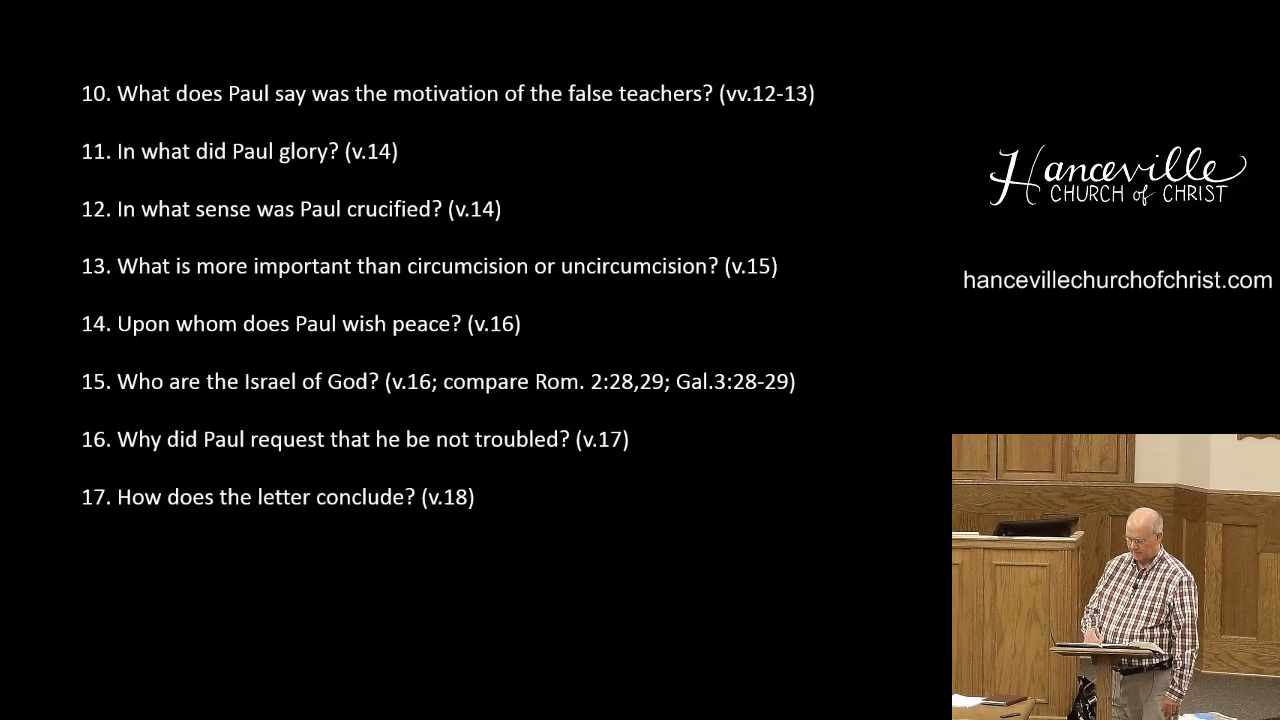 10. What does Paul say was the motivation of the false teachers? (vv.12-13)
11. In what did Paul glory? (v.14)
12. In what sense was Paul crucified? (v.14)
13. What is more important than circumcision or uncircumcision? (v.15)
14. Upon whom does Paul wish peace? (v.16)
15. Who are the Israel of God? (v.16; compare Rom. 2:28,29; Gal.3:28-29)
16. Why did Paul request that he be not troubled? (v.17)
17. How does the letter conclude? (v.18)
Hanceville
CHURCH of CHRIST
hancevillechurchofchrist.com